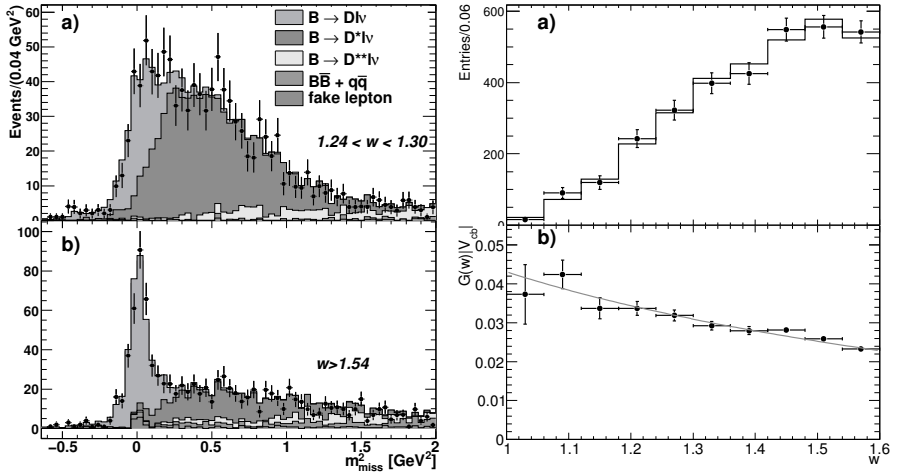 a)
B → Dlν
B → D*lν
B → D**lν
BB̄ + qq̄
fake lepton
1.24 < w < 1.30
Events/(0.04 GeV²)
60
50
40
30
20
10
0
b)
w>1.54
100
80
60
40
20
0
-0.5 0 0.5 1 1.5 2
m²miss [GeV²]
a)
Entries/0.06
600
400
200
0
b)
G(w)|Vcb|
0.05
0.04
0.03
0.02
0.01
0
1 1.1 1.2 1.3 1.4 1.5 1.6
w